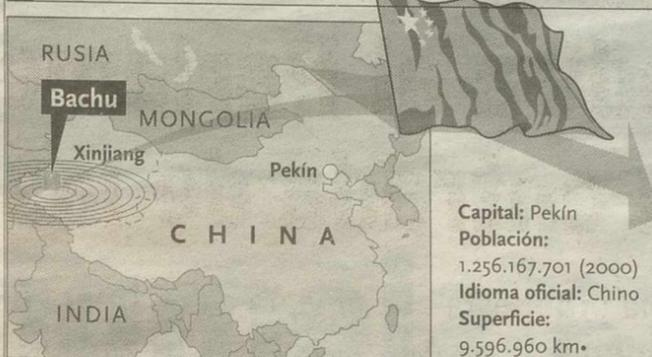 RUSIA
Bachu
MONGOLIA
Xinjiang
Pekín
CHINA
INDIA
Capital: Pekín
Población:
1.256.167.701 (2000)
Idioma oficial: Chino
Superficie:
9.596.960 km•